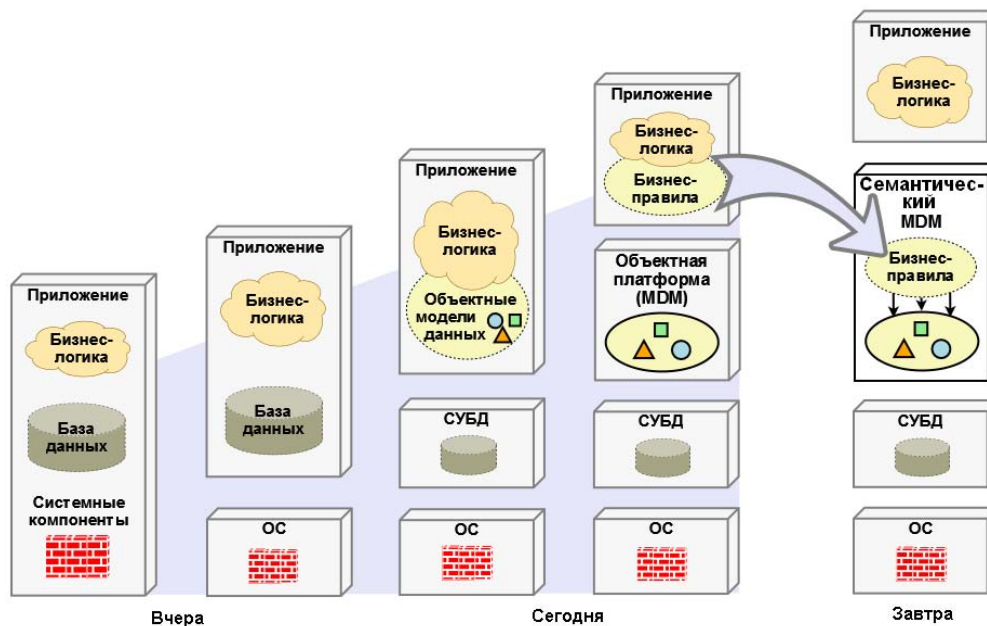 Приложение
Бизнес-
логика
База
данных
Системные
компоненты
Приложение
Бизнес-
логика
База
данных
ОС
Вчера
Приложение
Бизнес-
логика
Объектные
модели
данных
СУБД
ОС
Приложение
Бизнес-
логика
Бизнес-
правила
Объектная
платформа
(MDM)
СУБД
ОС
Сегодня
Приложение
Бизнес-
логика
Семантичес-
кий
MDM
Бизнес-
правила
СУБД
ОС
Завтра